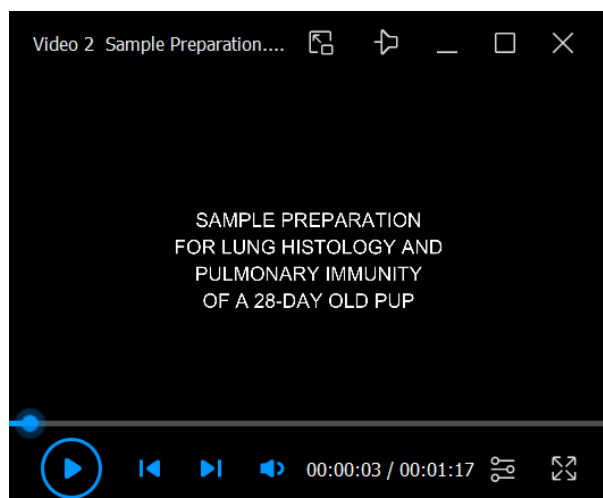 Video 2 Sample Preparation....
SAMPLE PREPARATION
FOR LUNG HISTOLOGY AND
PULMONARY IMMUNITY
OF A 28-DAY OLD PUP
00:00:03 / 00:01:17